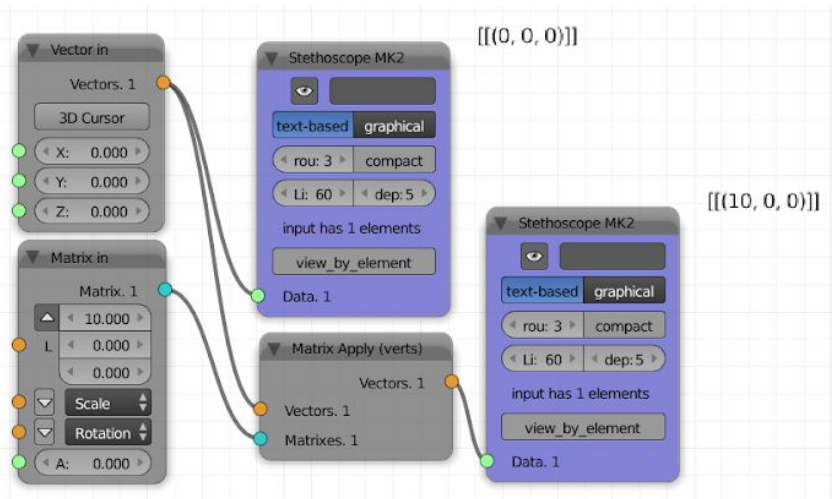 Vector in
Vectors. 1
3D Cursor
X: 0.000
Y: 0.000
Z: 0.000
Matrix in
Matrix. 1
10.000
L 0.000
0.000
Scale
Rotation
A: 0.000
Stethoscope MK2
text-based graphical
rou: 3 compact
Li: 60 dep: 5
input has 1 elements
view_by_element
Data. 1
[[(0, 0, 0)]]
Matrix Apply (verts)
Vectors. 1
Vectors. 1
Matrixes. 1
Stethoscope MK2
text-based graphical
rou: 3 compact
Li: 60 dep: 5
input has 1 elements
view_by_element
Data. 1
[[(10, 0, 0)]]